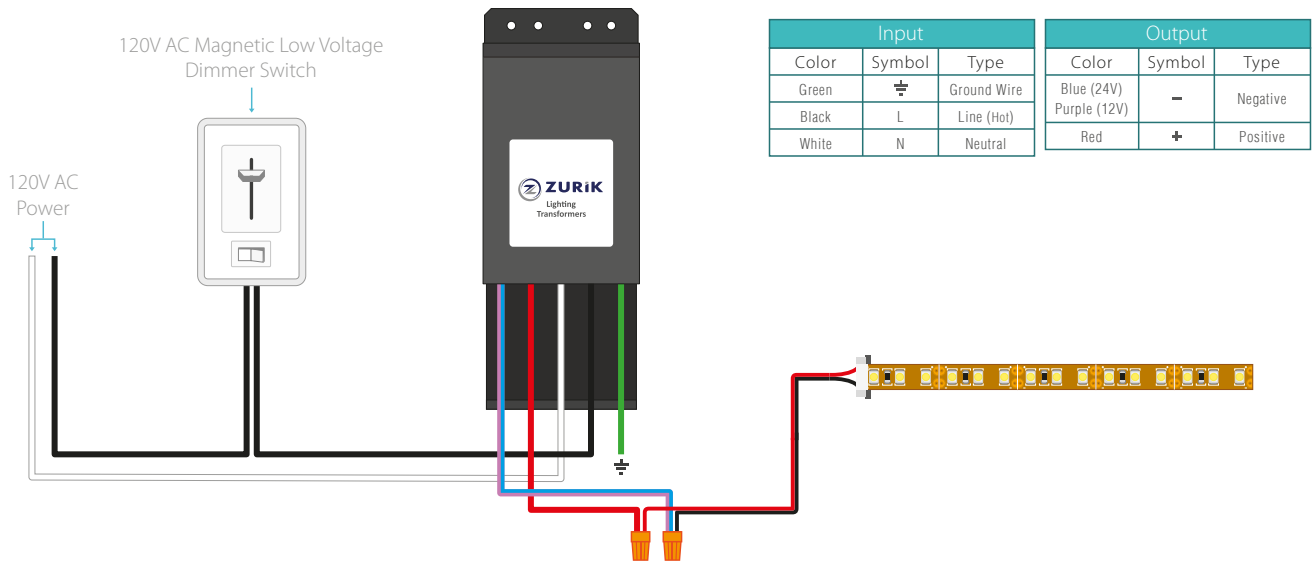 120V AC Magnetic Low Voltage
Dimmer Switch
120V AC
Power
ZURiK
Lighting
Transformers
Input
Color Symbol Type
Green ⏚ Ground Wire
Black L Line (Hot)
White N Neutral
Output
Color Symbol Type
Blue (24V)
Purple (12V) - Negative
Red + Positive